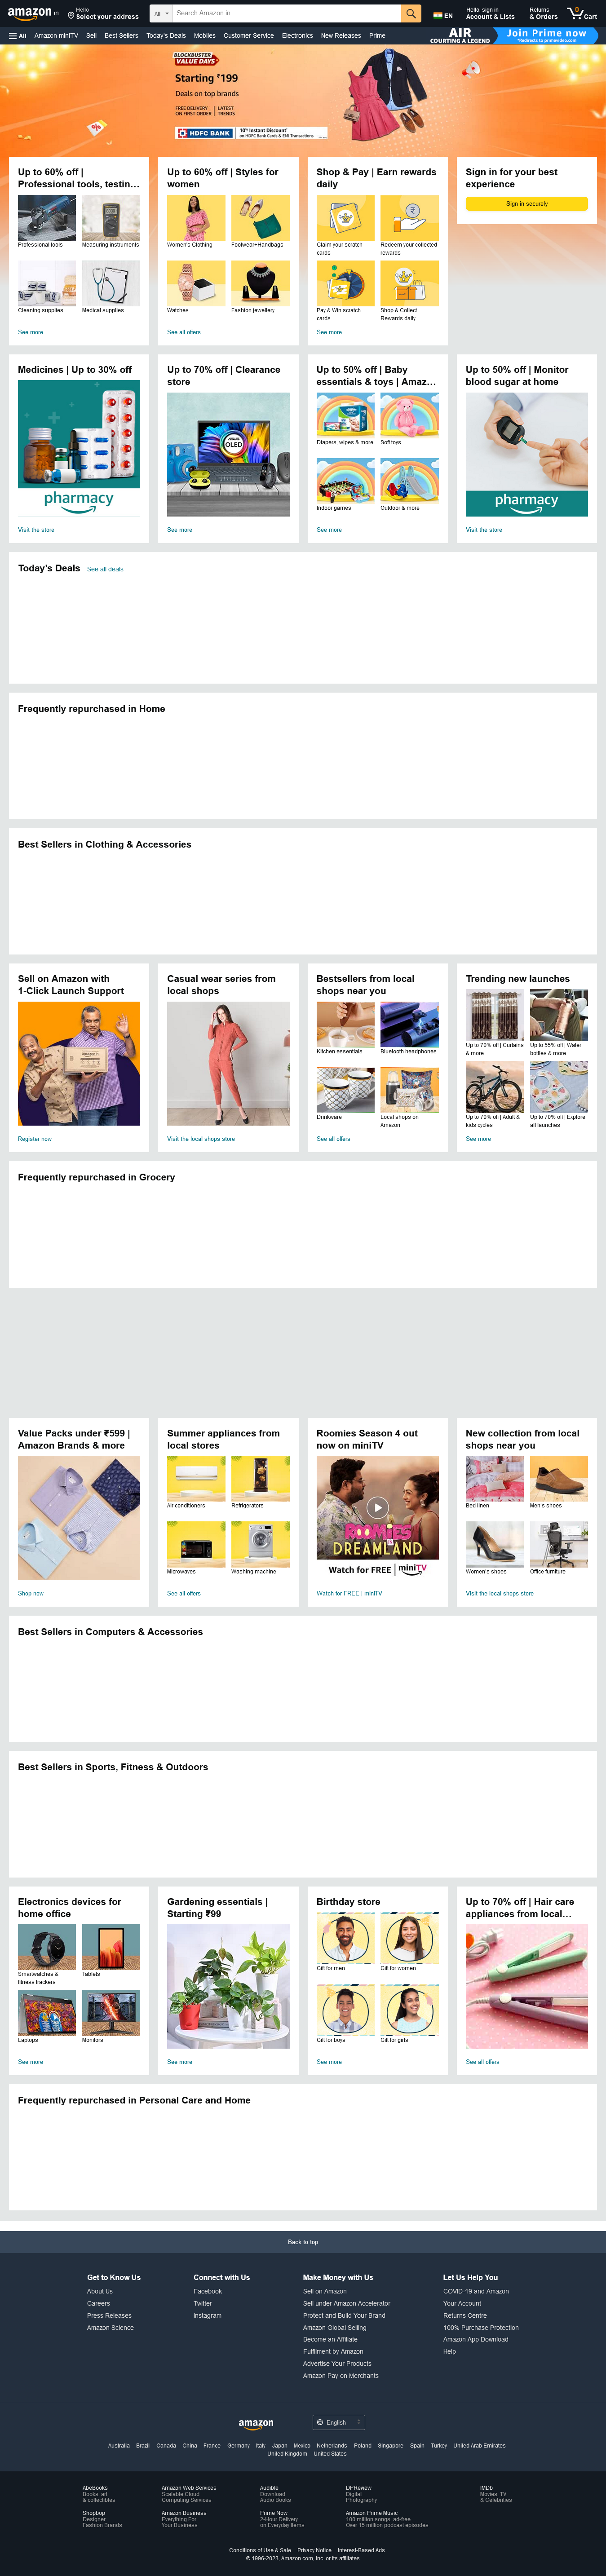 amazon.in
Hello
Select your address
All
Search Amazon.in
EN
Hello, sign in
Account & Lists
Returns
& Orders
0
Cart
All
Amazon miniTV
Sell
Best Sellers
Today's Deals
Mobiles
Customer Service
Electronics
New Releases
Prime
AIR
COURTING A LEGEND
Join Prime now
*Redirects to primevideo.com
BLOCKBUSTER
VALUE DAYS
Starting ₹199
Deals on top brands
FREE DELIVERY
ON FIRST ORDER
LATEST
TRENDS
HDFC BANK
10% Instant Discount*
on HDFC Bank Cards & EMI Transactions
Up to 60% off |
Professional tools, testin…
Professional tools
Measuring instruments
Cleaning supplies
Medical supplies
See more
Up to 60% off | Styles for
women
Women's Clothing
Footwear+Handbags
Watches
Fashion jewellery
See all offers
Shop & Pay | Earn rewards
daily
Claim your scratch
cards
Redeem your collected
rewards
Pay & Win scratch
cards
Shop & Collect
Rewards daily
See more
Sign in for your best
experience
Sign in securely
Medicines | Up to 30% off
pharmacy
Visit the store
Up to 70% off | Clearance
store
ASUS
OLED
See more
Up to 50% off | Baby
essentials & toys | Amaz…
Diapers, wipes & more
Soft toys
Indoor games
Outdoor & more
See more
Up to 50% off | Monitor
blood sugar at home
pharmacy
Visit the store
Today's Deals
See all deals
Frequently repurchased in Home
Best Sellers in Clothing & Accessories
Sell on Amazon with
1-Click Launch Support
Register now
Casual wear series from
local shops
Visit the local shops store
Bestsellers from local
shops near you
Kitchen essentials
Bluetooth headphones
Drinkware
Local shops on
Amazon
See all offers
Trending new launches
Up to 70% off | Curtains
& more
Up to 55% off | Water
bottles & more
Up to 70% off | Adult &
kids cycles
Up to 70% off | Explore
all launches
See more
Frequently repurchased in Grocery
Value Packs under ₹599 |
Amazon Brands & more
Shop now
Summer appliances from
local stores
Air conditioners
Refrigerators
Microwaves
Washing machine
See all offers
Roomies Season 4 out
now on miniTV
ROOMIES
DREAMLAND
Watch for FREE | miniTV
Watch for FREE | miniTV
New collection from local
shops near you
Bed linen
Men's shoes
Women's shoes
Office furniture
Visit the local shops store
Best Sellers in Computers & Accessories
Best Sellers in Sports, Fitness & Outdoors
Electronics devices for
home office
Smartwatches &
fitness trackers
Tablets
Laptops
Monitors
See more
Gardening essentials |
Starting ₹99
See more
Birthday store
Gift for men
Gift for women
Gift for boys
Gift for girls
See more
Up to 70% off | Hair care
appliances from local…
See all offers
Frequently repurchased in Personal Care and Home
Back to top
Get to Know Us
About Us
Careers
Press Releases
Amazon Science
Connect with Us
Facebook
Twitter
Instagram
Make Money with Us
Sell on Amazon
Sell under Amazon Accelerator
Protect and Build Your Brand
Amazon Global Selling
Become an Affiliate
Fulfilment by Amazon
Advertise Your Products
Amazon Pay on Merchants
Let Us Help You
COVID-19 and Amazon
Your Account
Returns Centre
100% Purchase Protection
Amazon App Download
Help
amazon
English
Australia Brazil Canada China France Germany Italy Japan Mexico Netherlands Poland Singapore Spain Turkey United Arab Emirates
United Kingdom United States
AbeBooks
Books, art
& collectibles
Amazon Web Services
Scalable Cloud
Computing Services
Audible
Download
Audio Books
DPReview
Digital
Photography
IMDb
Movies, TV
& Celebrities
Shopbop
Designer
Fashion Brands
Amazon Business
Everything For
Your Business
Prime Now
2-Hour Delivery
on Everyday Items
Amazon Prime Music
100 million songs, ad-free
Over 15 million podcast episodes
Conditions of Use & Sale Privacy Notice Interest-Based Ads
© 1996-2023, Amazon.com, Inc. or its affiliates